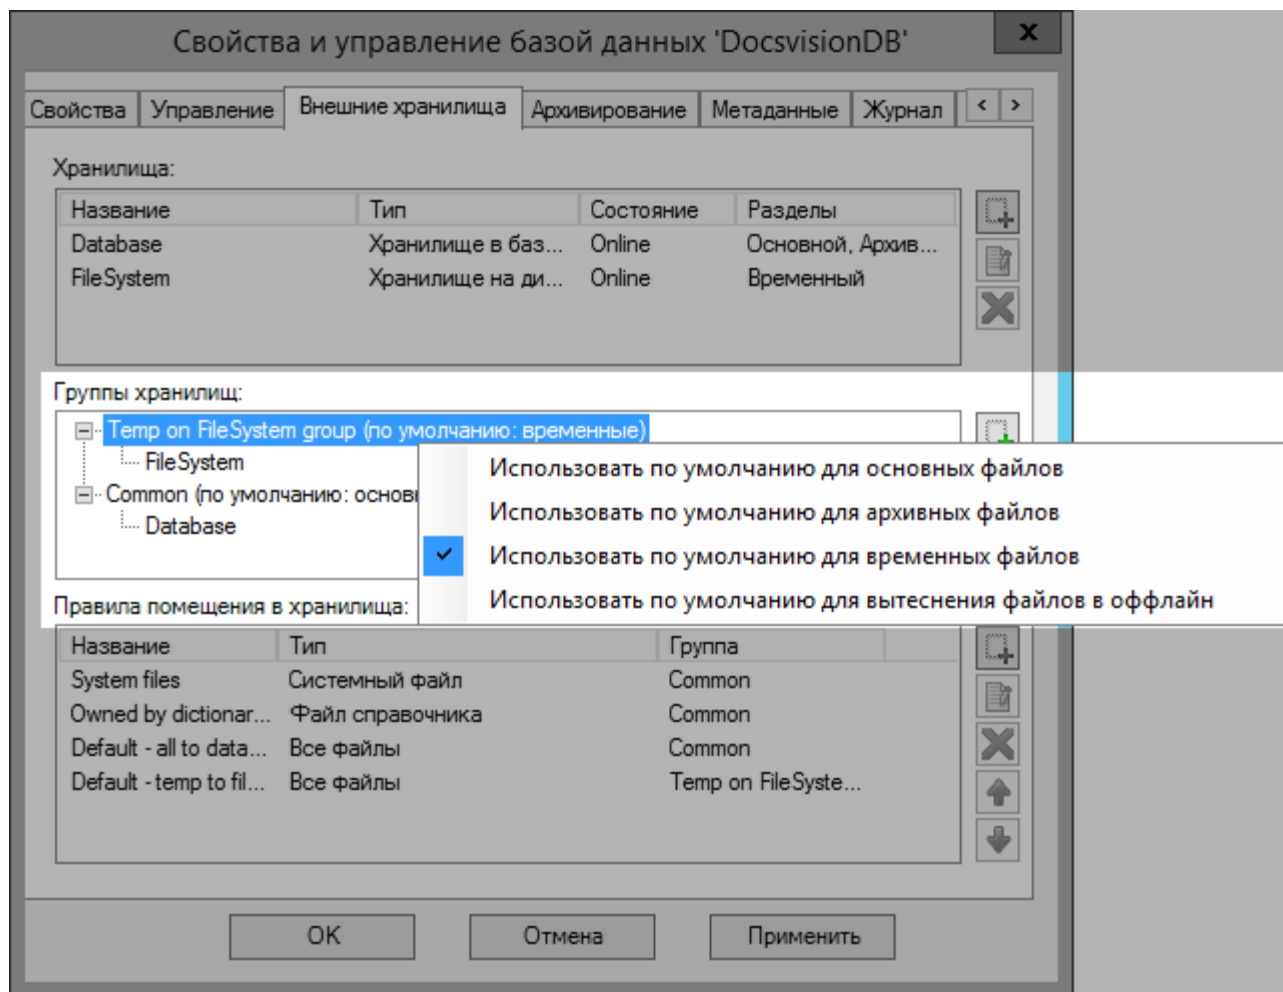 Свойства и управление базой данных 'DocsvisionDB' x
Свойства Управление Внешние хранилища Архивирование Метаданные Журнал < >
Хранилища:
Название Тип Состояние Разделы
Database Хранилище в баз... Online Основной, Архив...
FileSystem Хранилище на ди... Online Временный
Группы хранилищ:
Temp on FileSystem group (по умолчанию: временные)
FileSystem
Common (по умолчанию: основн
Database
Использовать по умолчанию для основных файлов
Использовать по умолчанию для архивных файлов
Использовать по умолчанию для временных файлов
Использовать по умолчанию для вытеснения файлов в оффлайн
Правила помещения в хранилища:
Название Тип Группа
System files Системный файл Common
Owned by dictionar... Файл справочника Common
Default - all to data... Все файлы Common
Default - temp to fil... Все файлы Temp on FileSyste...
OK Отмена Применить